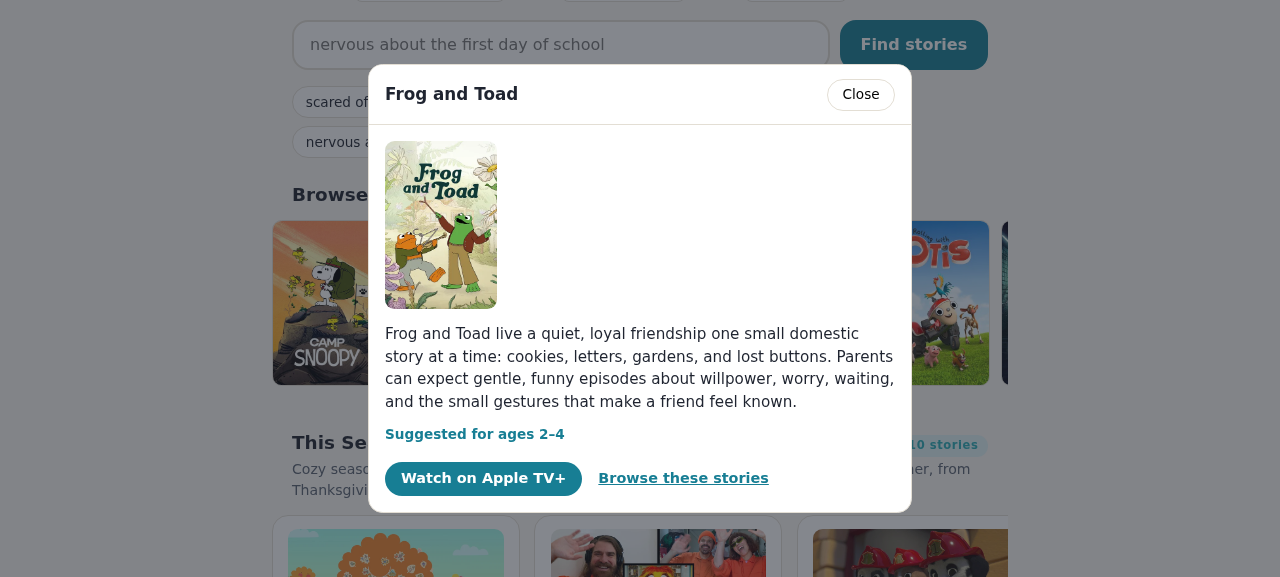 nervous about the first day of school
Find stories
Frog and Toad
Close
scared of
nervous a
Frog
and Toad
Browse
CAMP
SNOOPY
OTIS
Frog and Toad live a quiet, loyal friendship one small domestic
story at a time: cookies, letters, gardens, and lost buttons. Parents
can expect gentle, funny episodes about willpower, worry, waiting,
and the small gestures that make a friend feel known.
Suggested for ages 2–4
This Se
10 stories
Cozy seaso
ner, from
Thanksgivi
Watch on Apple TV+
Browse these stories